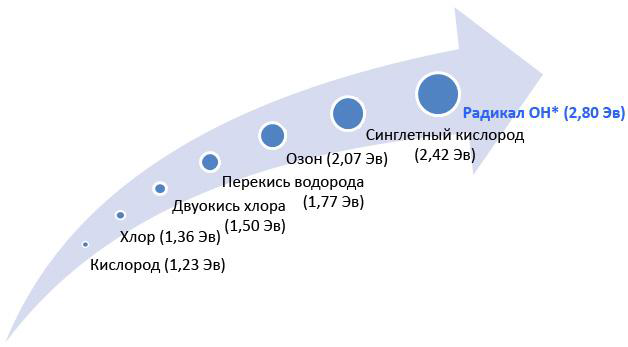 Радикал ОН* (2,80 Эв)
Синглетный кислород
(2,42 Эв)
Озон (2,07 Эв)
Перекись водорода
(1,77 Эв)
Двуокись хлора
(1,50 Эв)
Хлор (1,36 Эв)
Кислород (1,23 Эв)